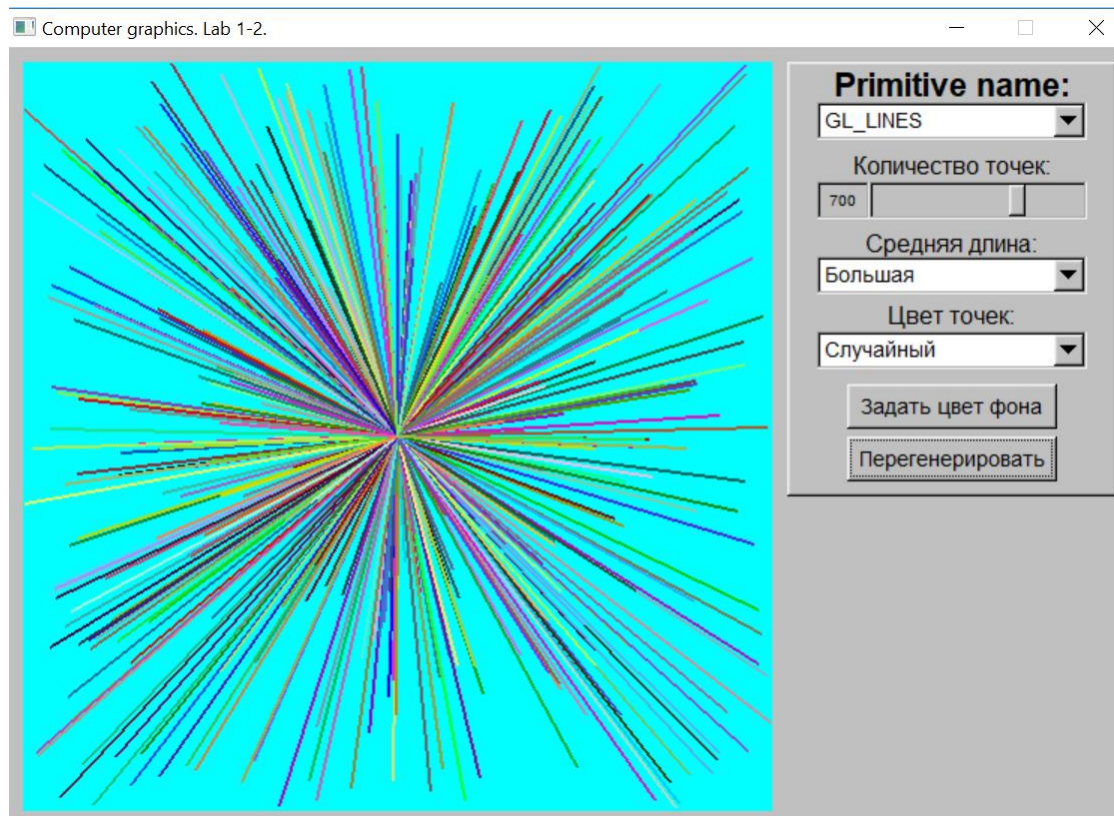 Computer graphics. Lab 1-2.
Primitive name:
GL_LINES
Количество точек:
700
Средняя длина:
Большая
Цвет точек:
Случайный
Задать цвет фона
Перегенерировать